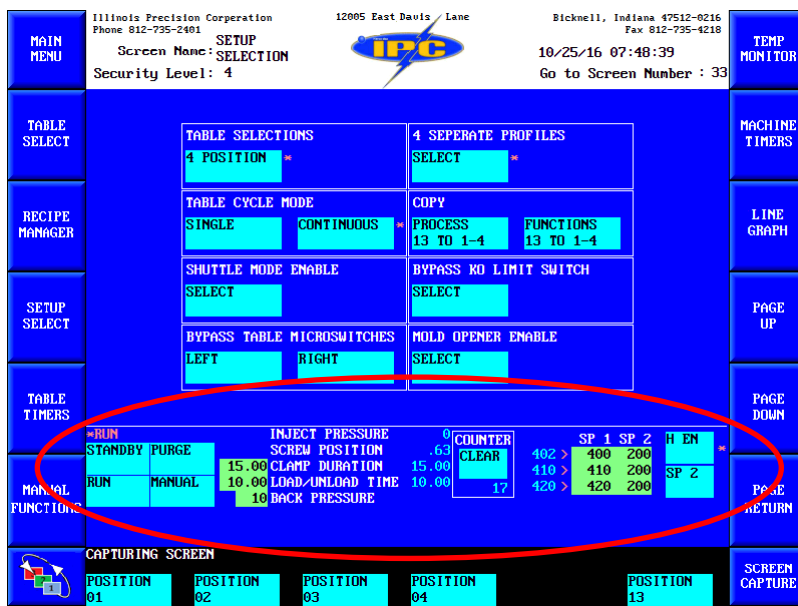 Illinois Precision Corperation
Phone 812-735-2401
12005 East Davis Lane
Bicknell, Indiana 47512-0216
Fax 812-735-4218
Screen Name: SETUP
SELECTION
Security Level: 4
IPC
10/25/16 07:48:39
Go to Screen Number : 33
MAIN
MENU
TABLE
SELECT
RECIPE
MANAGER
SETUP
SELECT
TABLE
TIMERS
MANUAL
FUNCTIONS
1
TABLE SELECTIONS
4 POSITION *
4 SEPERATE PROFILES
SELECT *
TABLE CYCLE MODE
SINGLE CONTINUOUS *
COPY
PROCESS
13 TO 1-4
FUNCTIONS
13 TO 1-4
SHUTTLE MODE ENABLE
SELECT
BYPASS KO LIMIT SWITCH
SELECT
BYPASS TABLE MICROSWITCHES
LEFT RIGHT
MOLD OPENER ENABLE
SELECT
*RUN
STANDBY PURGE
RUN MANUAL
INJECT PRESSURE 0
SCREW POSITION .63
15.00 CLAMP DURATION 15.00
10.00 LOAD/UNLOAD TIME 10.00
10 BACK PRESSURE
COUNTER
CLEAR
17
SP 1 SP 2
402 > 400 200
410 > 410 200
420 > 420 200
H EN *
SP 2
CAPTURING SCREEN
POSITION
01
POSITION
02
POSITION
03
POSITION
04
POSITION
13
TEMP
MONITOR
MACHINE
TIMERS
LINE
GRAPH
PAGE
UP
PAGE
DOWN
PAGE
RETURN
SCREEN
CAPTURE